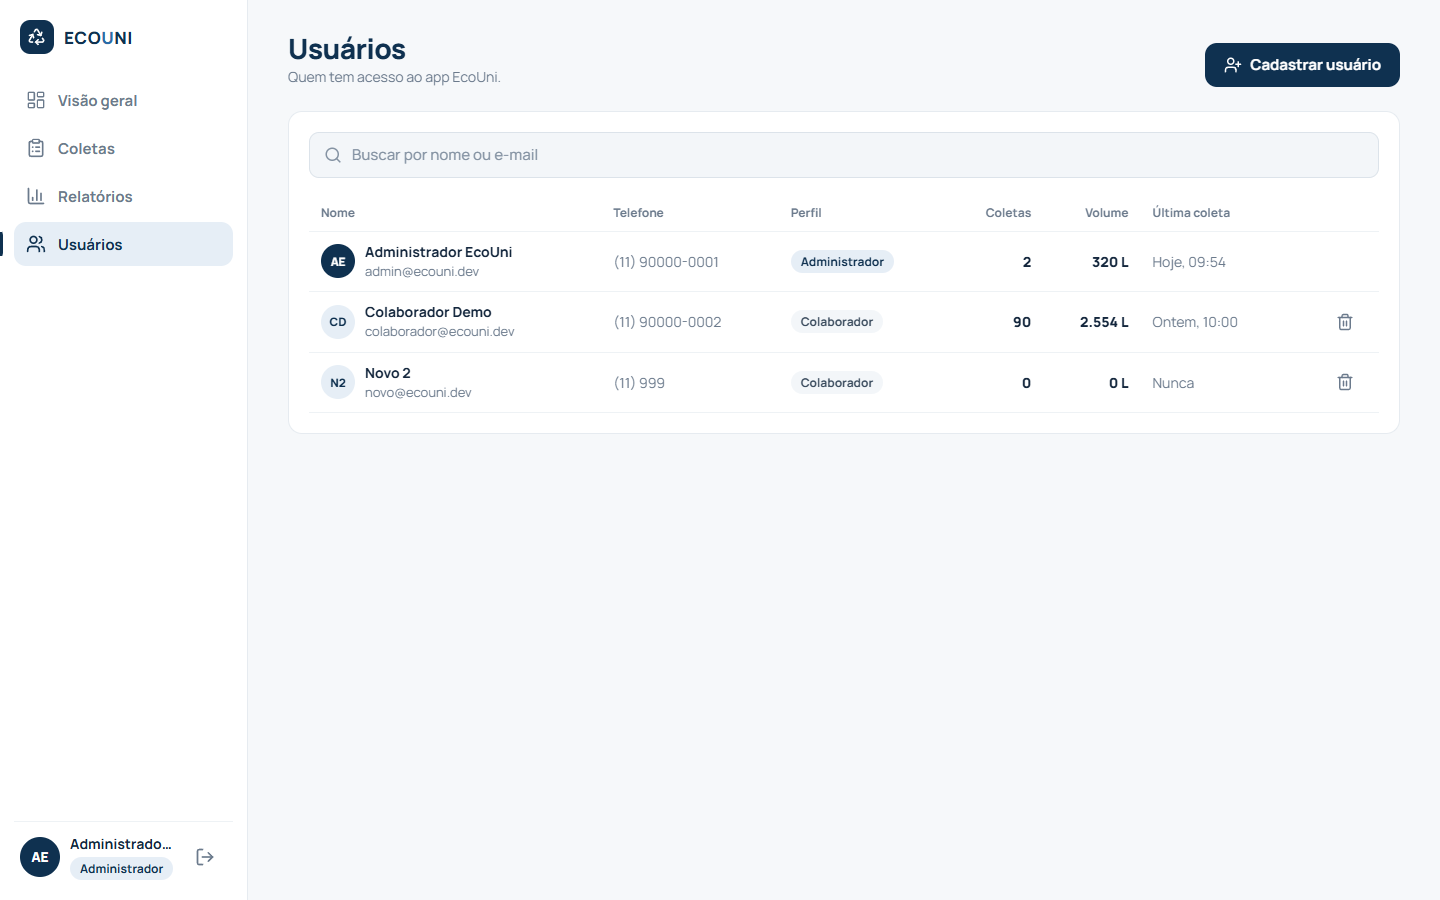 ECOUNI
Visão geral
Coletas
Relatórios
Usuários
AE
Administrado...
Administrador
Usuários
Quem tem acesso ao app EcoUni.
Cadastrar usuário
Buscar por nome ou e-mail
Nome Telefone Perfil Coletas Volume Última coleta
AE Administrador EcoUni (11) 90000-0001 Administrador 2 320 L Hoje, 09:54
admin@ecouni.dev
CD Colaborador Demo (11) 90000-0002 Colaborador 90 2.554 L Ontem, 10:00
colaborador@ecouni.dev
N2 Novo 2 (11) 999 Colaborador 0 0 L Nunca
novo@ecouni.dev